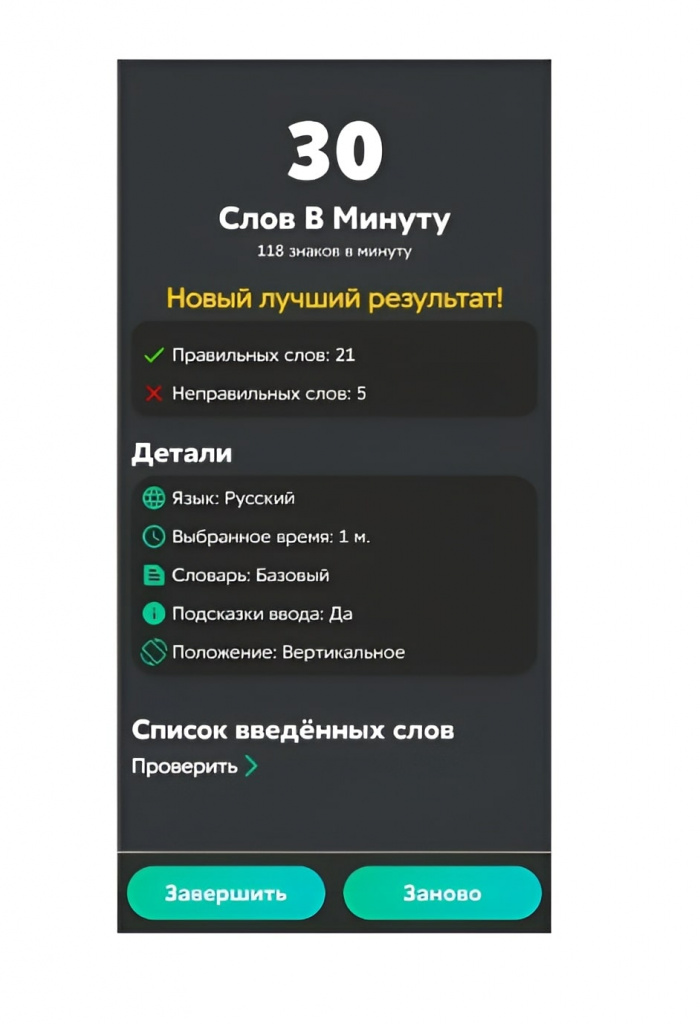 30
Слов В Минуту
118 знаков в минуту
Новый лучший результат!
Правильных слов: 21
Неправильных слов: 5
Детали
Язык: Русский
Выбранное время: 1 м.
Словарь: Базовый
Подсказки ввода: Да
Положение: Вертикальное
Список введённых слов
Проверить
Завершить
Заново